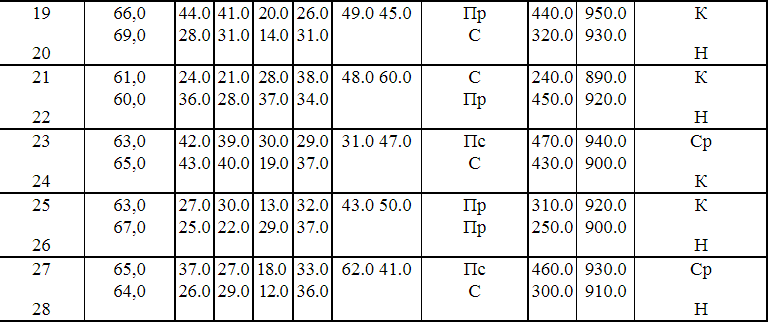 19 66,0 44.0 41.0 20.0 26.0 49.0 45.0 Пр 440.0 950.0 К
69,0 28.0 31.0 14.0 31.0 С 320.0 930.0
20 Н
21 61,0 24.0 21.0 28.0 38.0 48.0 60.0 С 240.0 890.0 К
60,0 36.0 28.0 37.0 34.0 Пр 450.0 920.0
22 Н
23 63,0 42.0 39.0 30.0 29.0 31.0 47.0 Пс 470.0 940.0 Ср
65,0 43.0 40.0 19.0 37.0 С 430.0 900.0
24 К
25 63,0 27.0 30.0 13.0 32.0 43.0 50.0 Пр 310.0 920.0 К
67,0 25.0 22.0 29.0 37.0 Пр 250.0 900.0
26 Н
27 65,0 37.0 27.0 18.0 33.0 62.0 41.0 Пс 460.0 930.0 Ср
64,0 26.0 29.0 12.0 36.0 С 300.0 910.0
28 Н